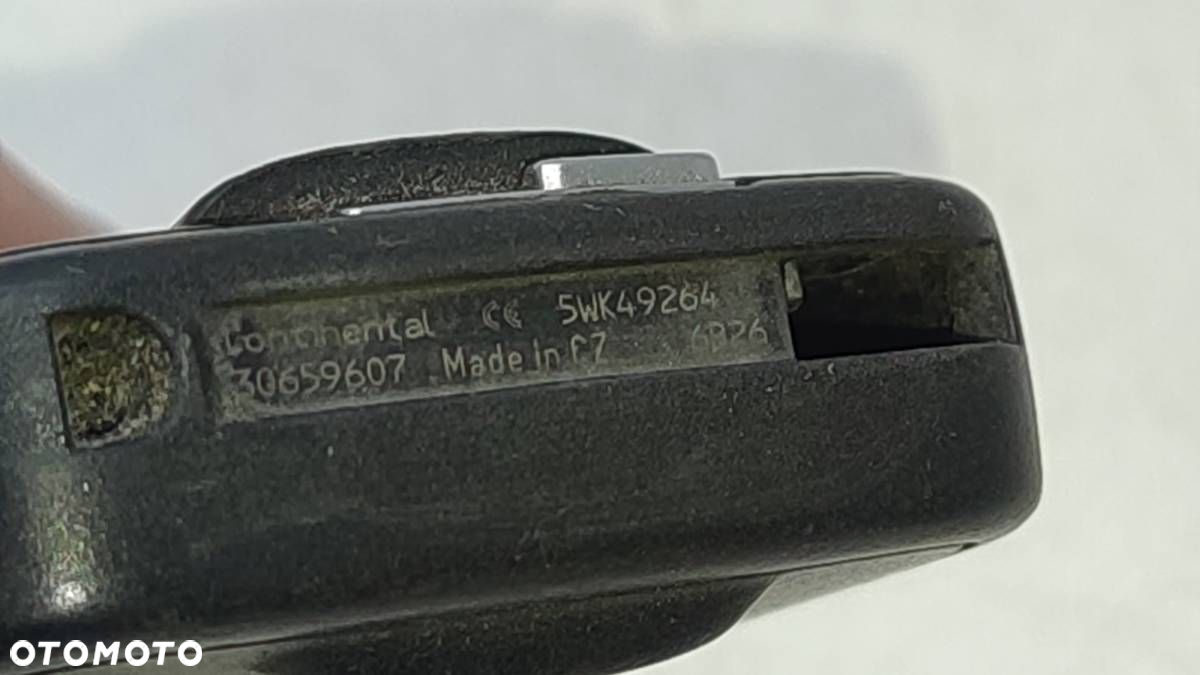 Continental CE 5WK49264
30659607 Made in CZ 6B26
OTOMOTO